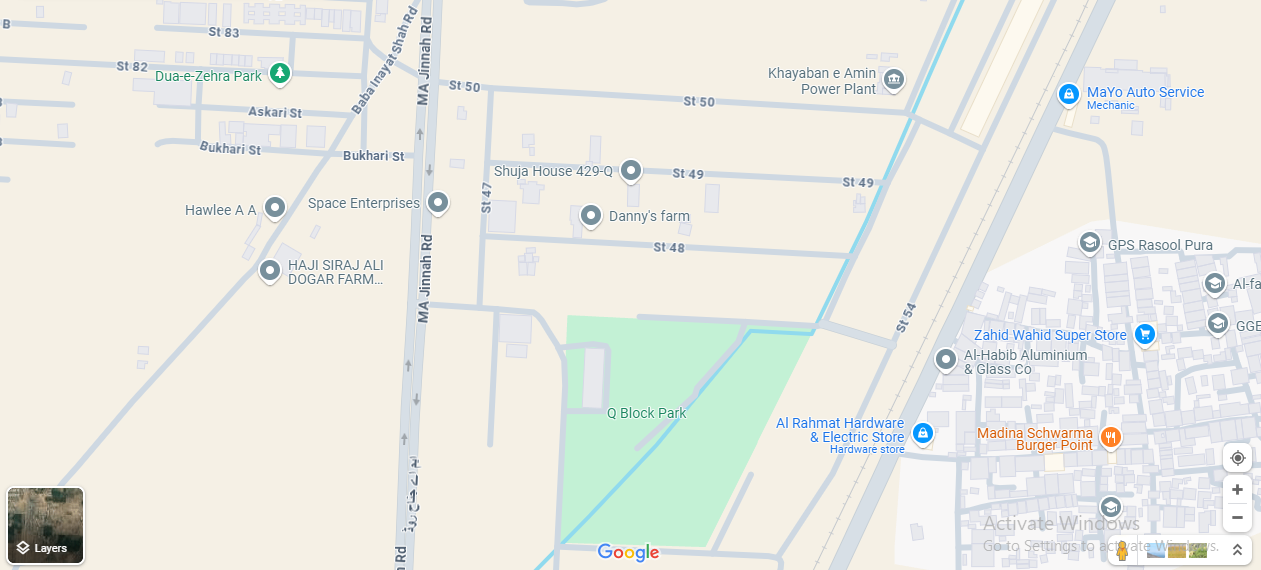 B
St 83
St 82
Dua-e-Zehra Park
Baba Inayat Shah Rd
MA Jinnah Rd
St 50
St 50
Khayaban e Amin
Power Plant
MaYo Auto Service
Mechanic
Askari St
Bukhari St
Bukhari St
Shuja House 429-Q
St 49
St 49
St 47
Hawlee A A
Space Enterprises
Danny's farm
St 48
GPS Rasool Pura
HAJI SIRAJ ALI
DOGAR FARM...
MA Jinnah Rd
Al-fa
St 54
GGE
Zahid Wahid Super Store
Al-Habib Aluminium
& Glass Co
Q Block Park
Al Rahmat Hardware
& Electric Store
Hardware store
Madina Schwarma
Burger Point
Layers
Google
Activate Windows
Go to Settings to activate Windows.